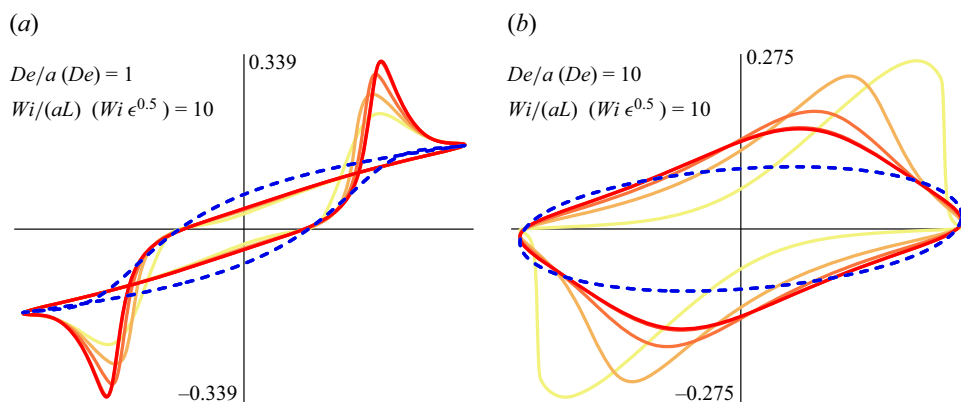 (a)
0.339
De/a (De) = 1
Wi/(aL) (Wi ϵ^0.5) = 10
–0.339
(b)
0.275
De/a (De) = 10
Wi/(aL) (Wi ϵ^0.5) = 10
–0.275